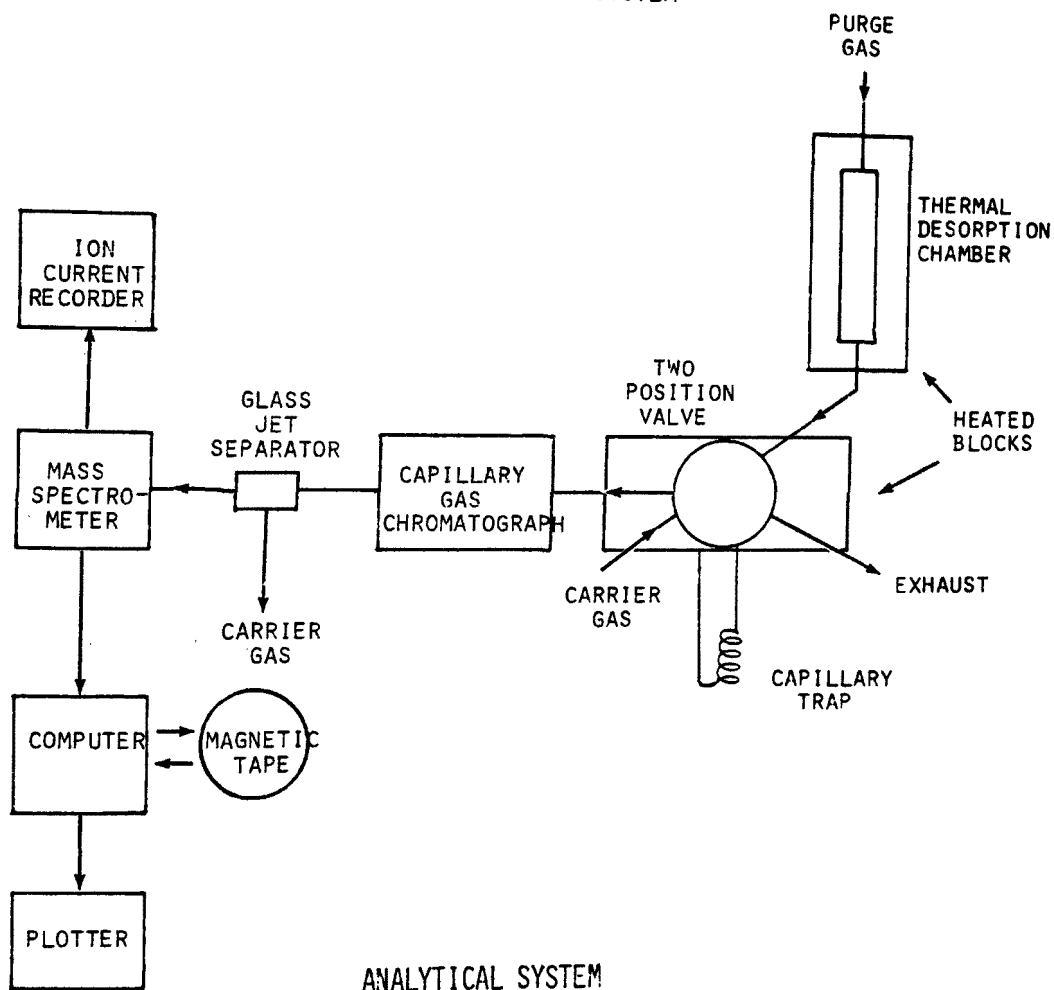 PURGE
GAS
THERMAL
DESORPTION
CHAMBER
ION
CURRENT
RECORDER
TWO
POSITION
VALVE
HEATED
BLOCKS
GLASS
JET
SEPARATOR
MASS
SPECTRO-
METER
CAPILLARY
GAS
CHROMATOGRAPH
CARRIER
GAS
EXHAUST
CARRIER
GAS
CAPILLARY
TRAP
COMPUTER
MAGNETIC
TAPE
PLOTTER
ANALYTICAL SYSTEM